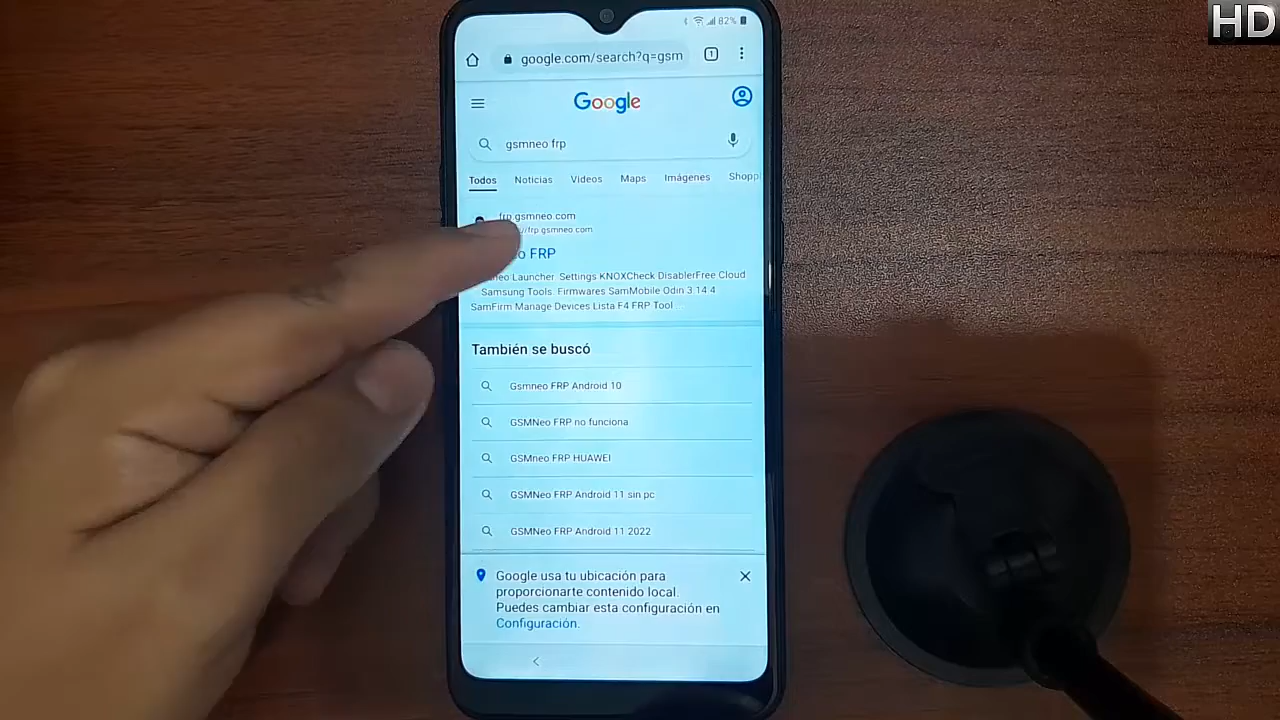 HD
82%
google.com/search?q=gsm
1
Google
gsmneo frp
Todos Noticias Videos Maps Imágenes Shopp
frp.gsmneo.com
/frp.gsmneo.com
FRP
Launcher. Settings KNOXCheck DisablerFree Cloud
Samsung Tools. Firmwares SamMobile Odin 3.14.4
SamFirm Manage Devices Lista F4 FRP Tool ...
También se buscó
Gsmneo FRP Android 10
GSMNeo FRP no funciona
GSMneo FRP HUAWEI
GSMNeo FRP Android 11 sin pc
GSMNeo FRP Android 11 2022
Google usa tu ubicación para
proporcionarte contenido local.
Puedes cambiar esta configuración en
Configuración.